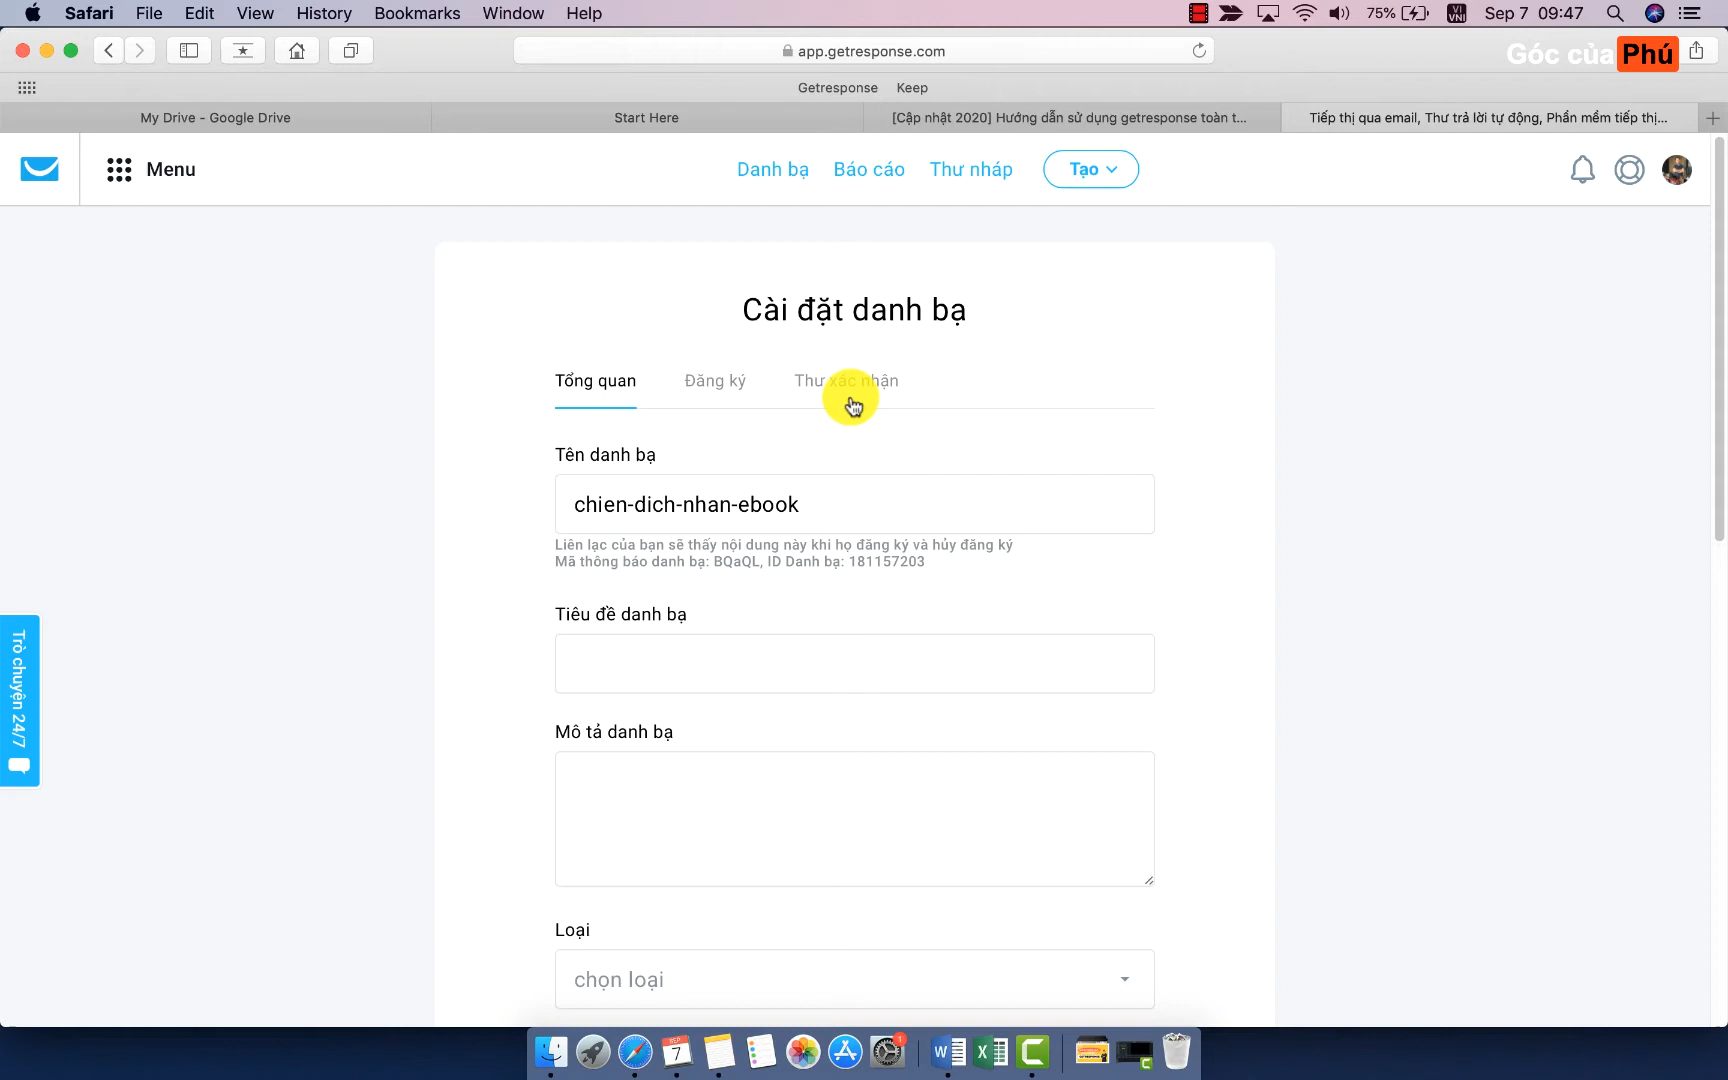 Safari File Edit View History Bookmarks Window Help 75% VI VNI Sep 7 09:47
app.getresponse.com
Góc của Phú
Getresponse Keep
My Drive - Google Drive Start Here [Cập nhật 2020] Hướng dẫn sử dụng getresponse toàn t... Tiếp thị qua email, Thư trả lời tự động, Phần mềm tiếp thị...
Menu Danh bạ Báo cáo Thư nháp Tạo
Cài đặt danh bạ
Tổng quan Đăng ký Thư xác nhận
Tên danh bạ
chien-dich-nhan-ebook
Liên lạc của bạn sẽ thấy nội dung này khi họ đăng ký và hủy đăng ký
Mã thông báo danh bạ: BQaQL, ID Danh bạ: 181157203
Tiêu đề danh bạ
Trò chuyện 24/7
Mô tả danh bạ
Loại
chọn loại
SEP
7
1
W X C